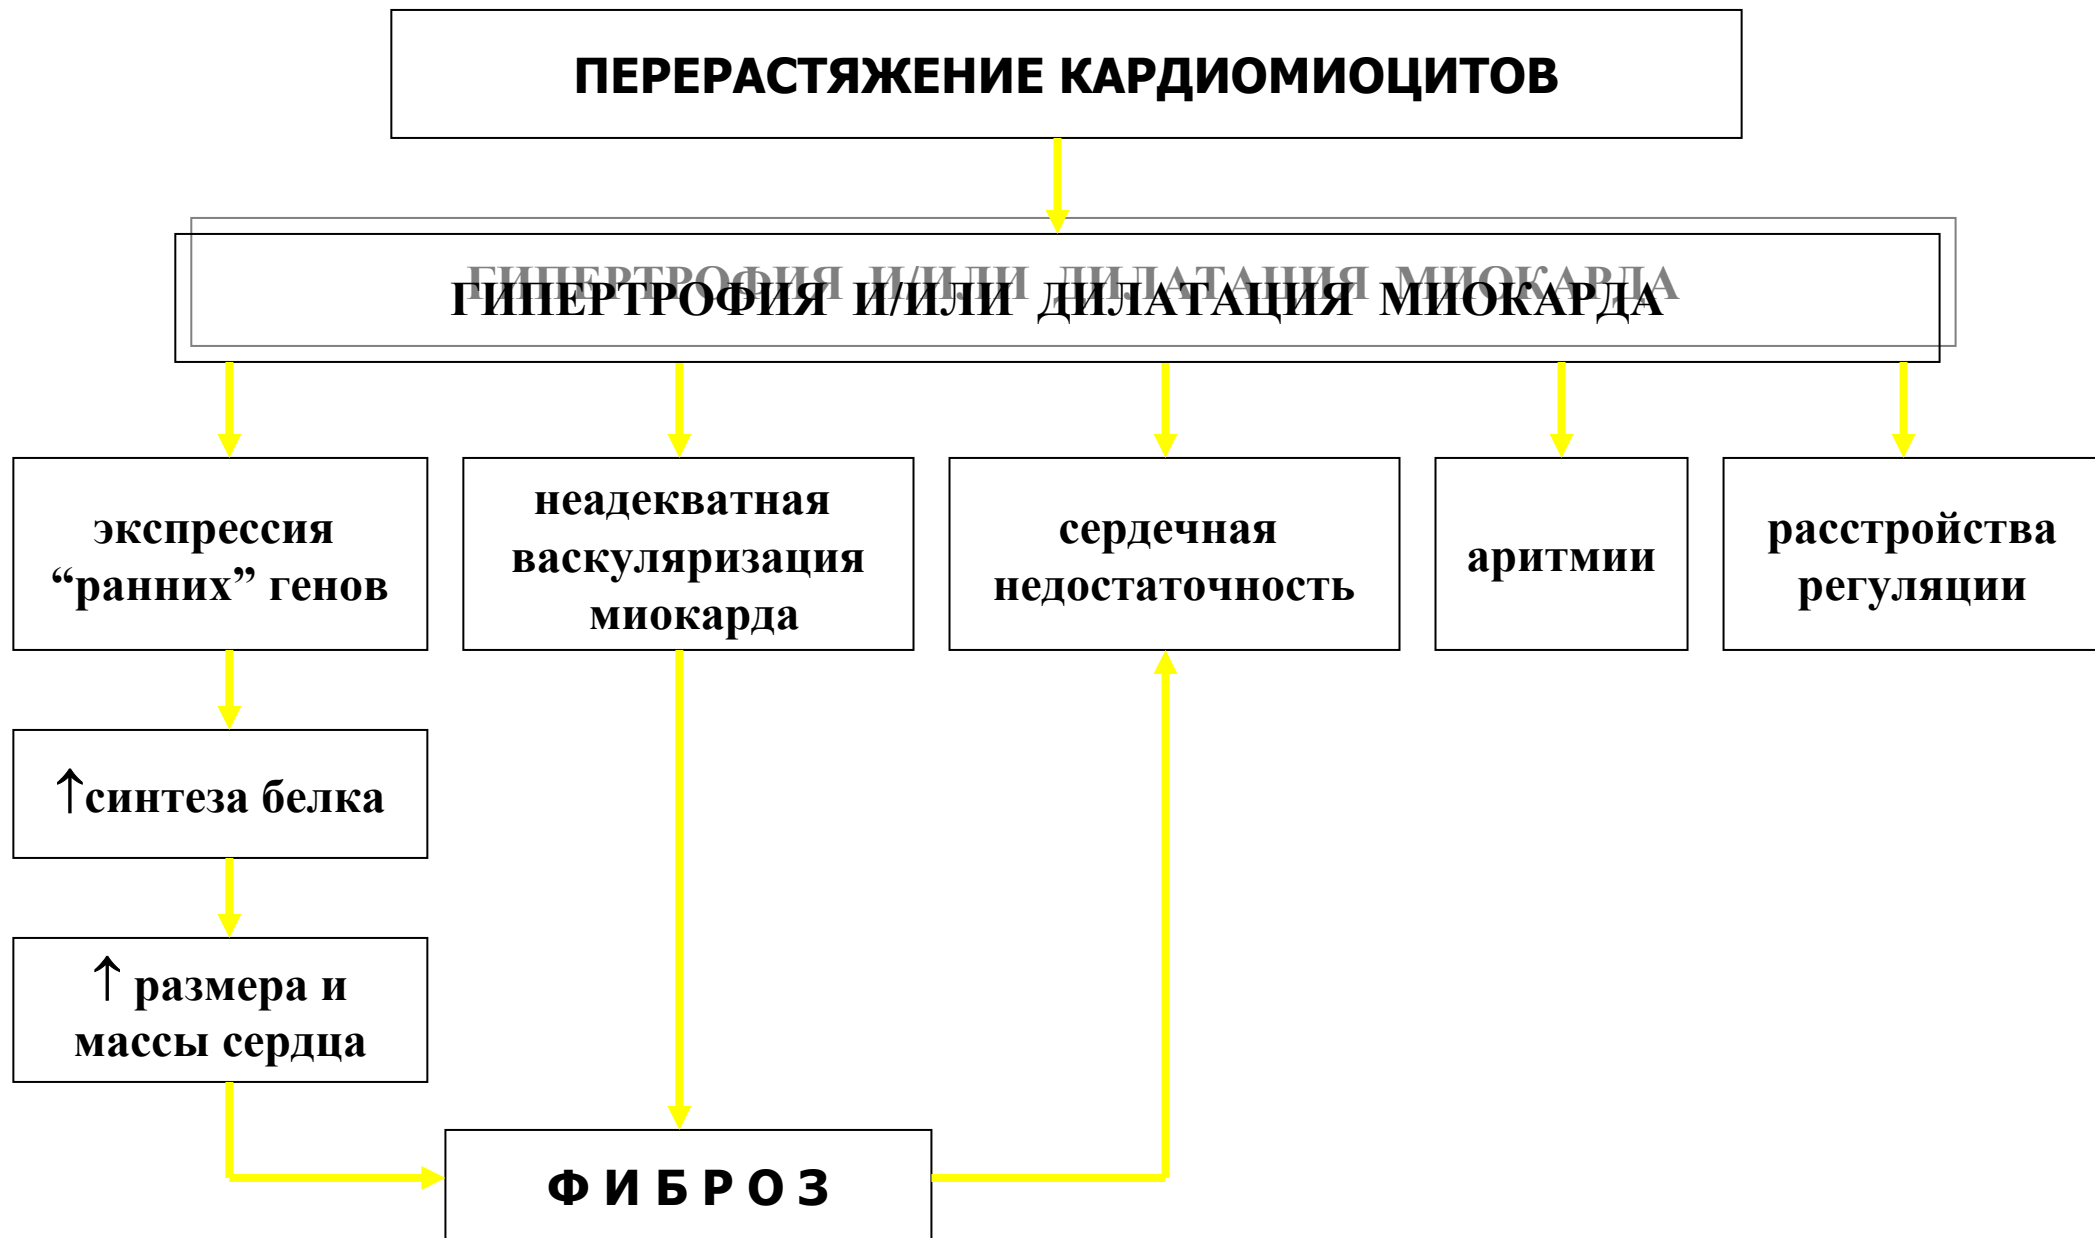 ПЕРЕРАСТЯЖЕНИЕ КАРДИОМИОЦИТОВ
ГИПЕРТРОФИЯ И/ИЛИ ДИЛАТАЦИЯ МИОКАРДА
экспрессия
“ранних” генов
неадекватная
васкуляризация
миокарда
сердечная
недостаточность
аритмии
расстройства
регуляции
↑синтеза белка
↑ размера и
массы сердца
Ф И Б Р О З